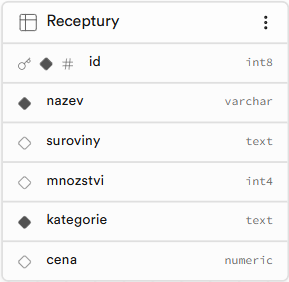 Receptury
# id int8
nazev varchar
suroviny text
mnozstvi int4
kategorie text
cena numeric